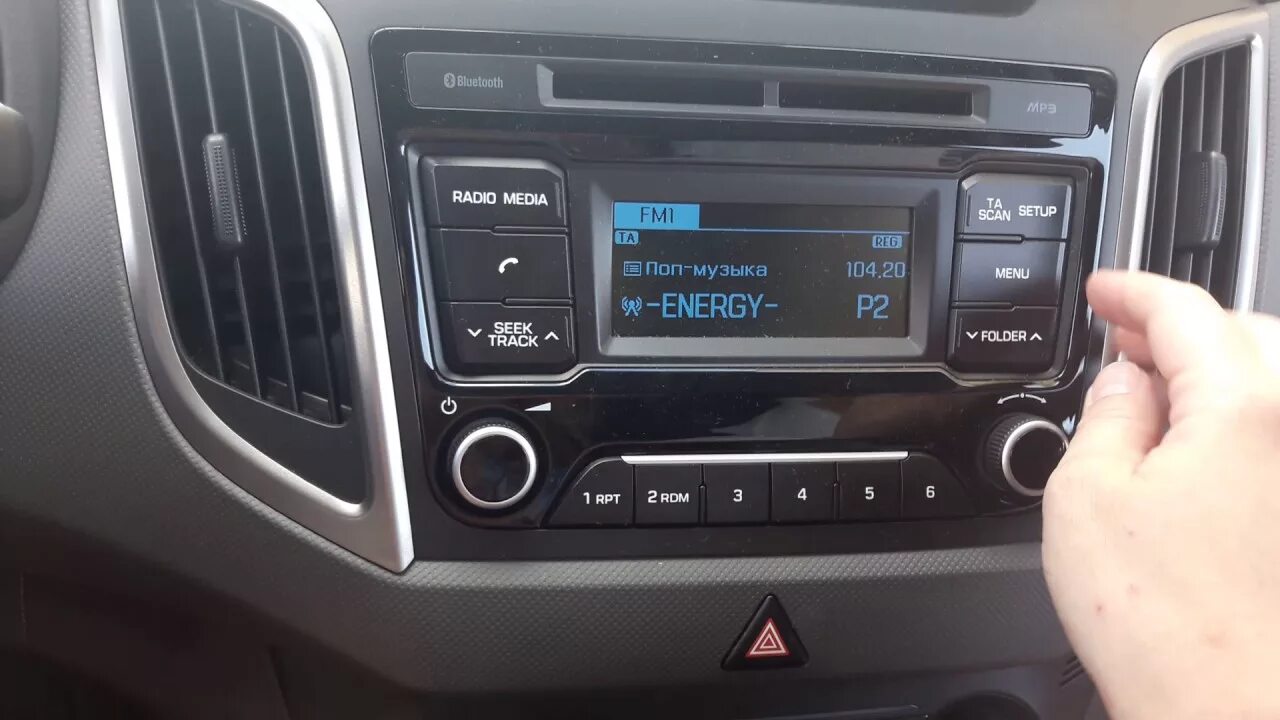 Bluetooth
MP3
RADIO MEDIA
SEEK
TRACK
FM1
TA
REG
Поп-музыка 104.20
-ENERGY- P2
TA
SCAN SETUP
MENU
FOLDER
1 RPT 2 RDM 3 4 5 6